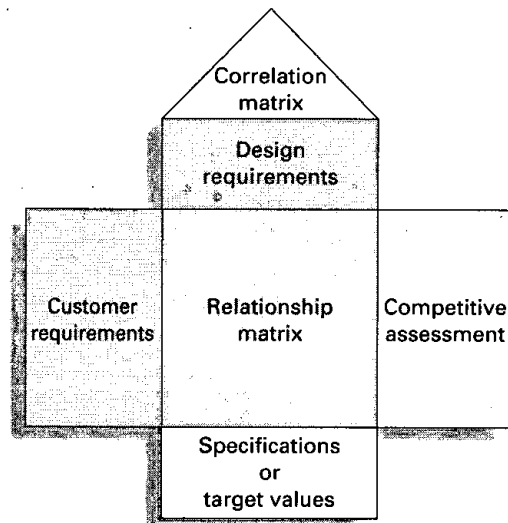 Correlation
matrix
Design
requirements
Customer
requirements
Relationship
matrix
Competitive
assessment
Specifications
or
target values